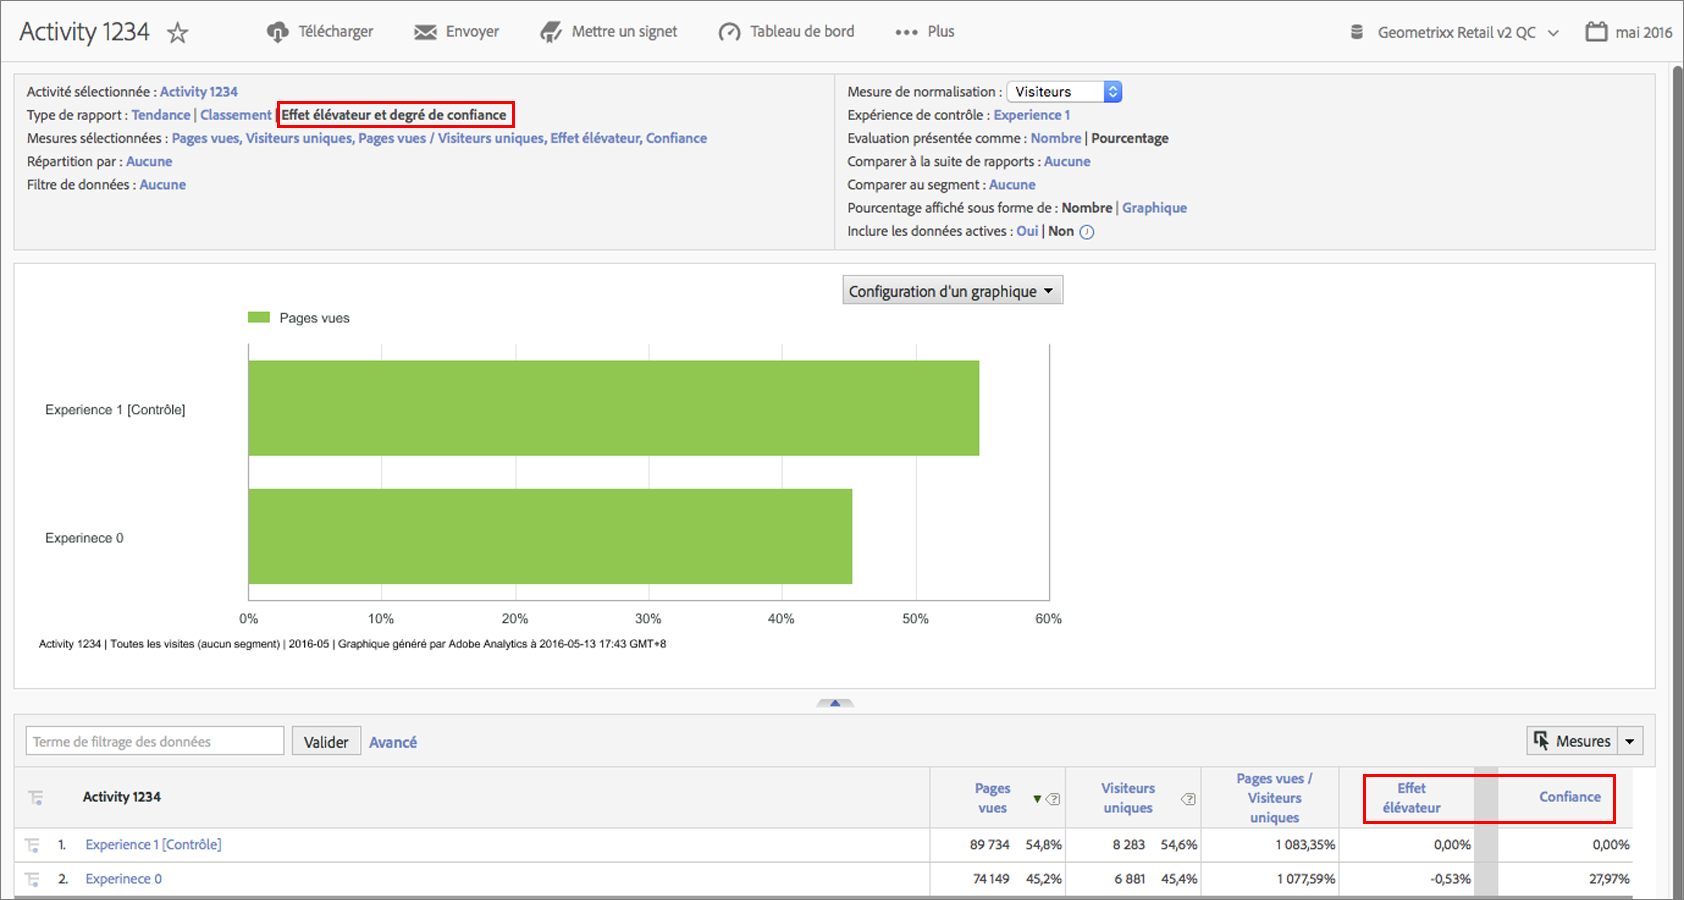 Activity 1234 Télécharger Envoyer Mettre un signet Tableau de bord Plus Geometrixx Retail v2 QC mai 2016
Activité sélectionnée : Activity 1234
Type de rapport : Tendance | Classement | Effet élévateur et degré de confiance
Mesures sélectionnées : Pages vues, Visiteurs uniques, Pages vues / Visiteurs uniques, Effet élévateur, Confiance
Répartition par : Aucune
Filtre de données : Aucune
Mesure de normalisation : Visiteurs
Expérience de contrôle : Experience 1
Evaluation présentée comme : Nombre | Pourcentage
Comparer à la suite de rapports : Aucune
Comparer au segment : Aucune
Pourcentage affiché sous forme de : Nombre | Graphique
Inclure les données actives : Oui | Non
Configuration d'un graphique
Pages vues
Experience 1 [Contrôle]
Experinece 0
0% 10% 20% 30% 40% 50% 60%
Activity 1234 | Toutes les visites (aucun segment) | 2016-05 | Graphique généré par Adobe Analytics à 2016-05-13 17:43 GMT+8
Terme de filtrage des données Valider Avancé Mesures
Activity 1234
Pages
vues
Visiteurs
uniques
Pages vues /
Visiteurs
uniques
Effet
élévateur
Confiance
1. Experience 1 [Contrôle] 89 734 54,8% 8 283 54,6% 1 083,35% 0,00% 0,00%
2. Experinece 0 74 149 45,2% 6 881 45,4% 1 077,59% -0,53% 27,97%